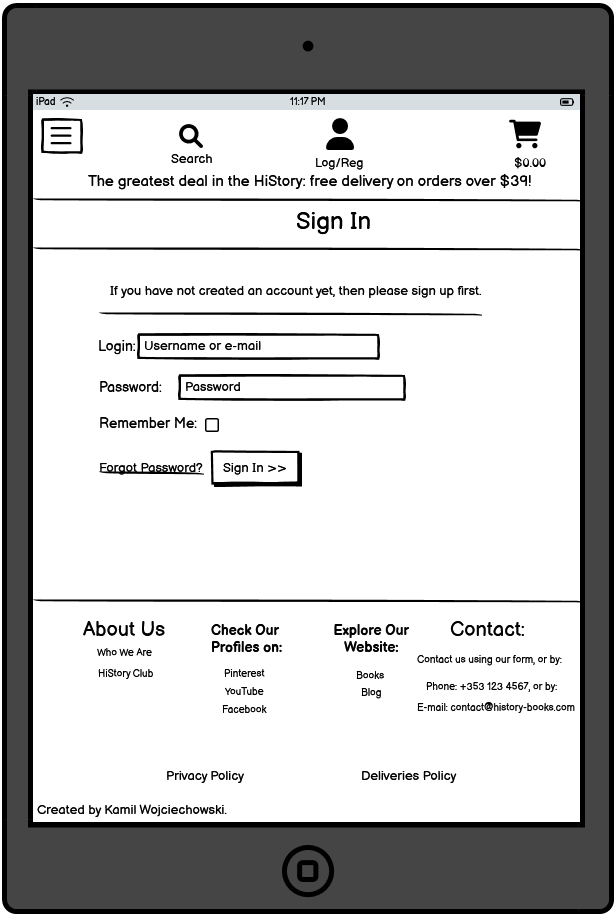 iPad
11:17 PM
Search
Log/Reg
$0.00
The greatest deal in the HiStory: free delivery on orders over $39!
Sign In
If you have not created an account yet, then please sign up first.
Login: Username or e-mail
Password: Password
Remember Me:
Forgot Password? Sign In >>
About Us
Who We Are
HiStory Club
Check Our
Profiles on:
Pinterest
YouTube
Facebook
Explore Our
Website:
Books
Blog
Contact:
Contact us using our form, or by:
Phone: +353 123 4567, or by:
E-mail: contact@history-books.com
Privacy Policy
Deliveries Policy
Created by Kamil Wojciechowski.